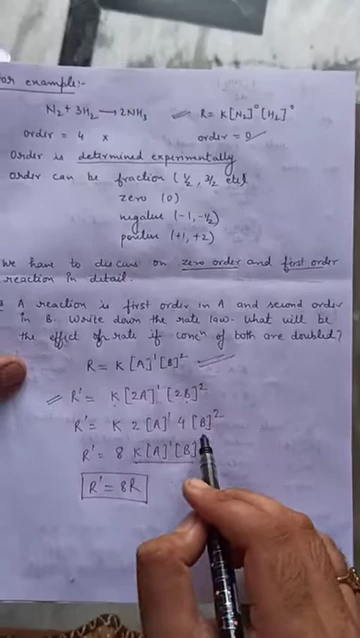 for example:-
N₂ + 3H₂ → 2NH₃ R = K[N₂]⁰[H₂]⁰
order = 4 × order = 0
order is determined experimentally
order can be fraction (½, 3/2 etc)
zero (0)
negative (-1, -½)
positive (+1, +2)
we have to discuss on zero order and first order
reaction in detail.
A reaction is first order in A and second order
in B. Write down the rate law. What will be
the effect of rate if concⁿ of both are doubled?
R = K[A]¹[B]²
R' = K[2A]¹[2B]²
R' = K 2[A]¹ 4[B]²
R' = 8 K[A]¹[B]
R' = 8R